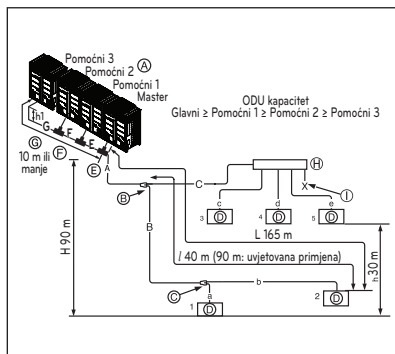 Pomoćni 3
Pomoćni 2 A
Pomoćni 1
Master
ODU kapacitet
Glavni ≥ Pomoćni 1 ≥ Pomoćni 2 ≥ Pomoćni 3
h1
G F E
G F
10 m ili
manje
E A
H
C
X I
B
c d e
3 D 4 D 5 D
L 165 m
H 90 m
B
l 40 m (90 m: uvjetovana primjena)
h 30 m
C a b
1 D
2 D